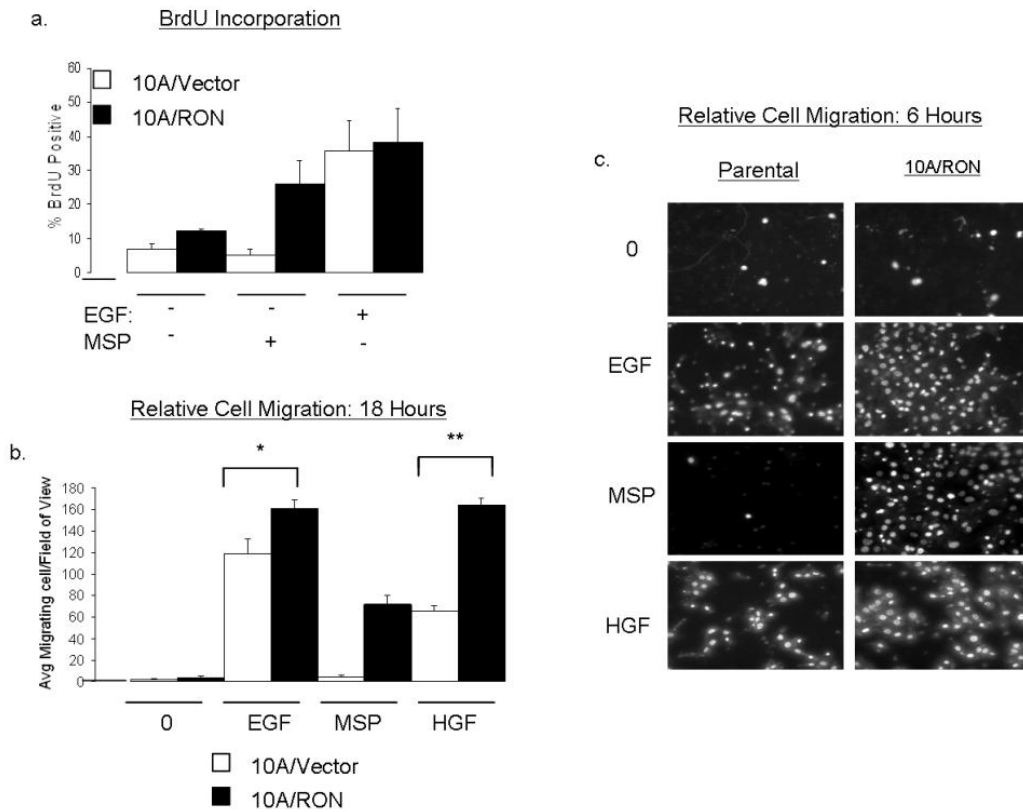 a.
BrdU Incorporation
60
50
40
30
20
10
0
% BrdU Positive
10A/Vector
10A/RON
EGF: - - +
MSP - + -
Relative Cell Migration: 18 Hours
b.
* **
180
160
140
120
100
80
60
40
20
0
Avg Migrating cell/Field of View
0 EGF MSP HGF
10A/Vector
10A/RON
Relative Cell Migration: 6 Hours
c.
Parental 10A/RON
0
EGF
MSP
HGF